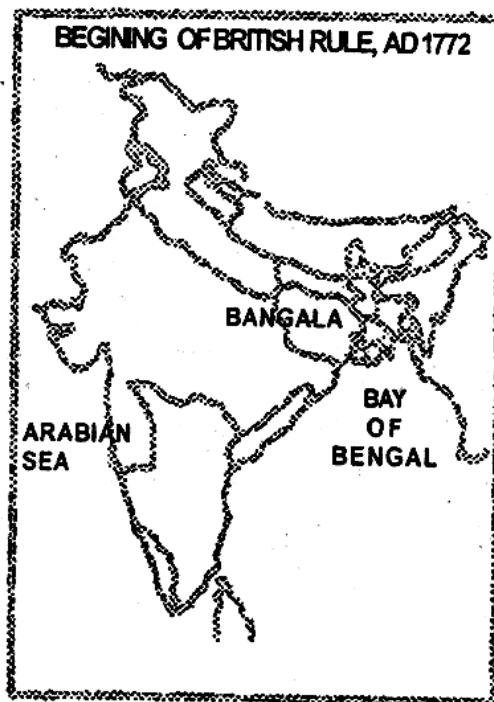 BEGINING OF BRITISH RULE, AD 1772
BANGALA
ARABIAN
SEA
BAY
OF
BENGAL